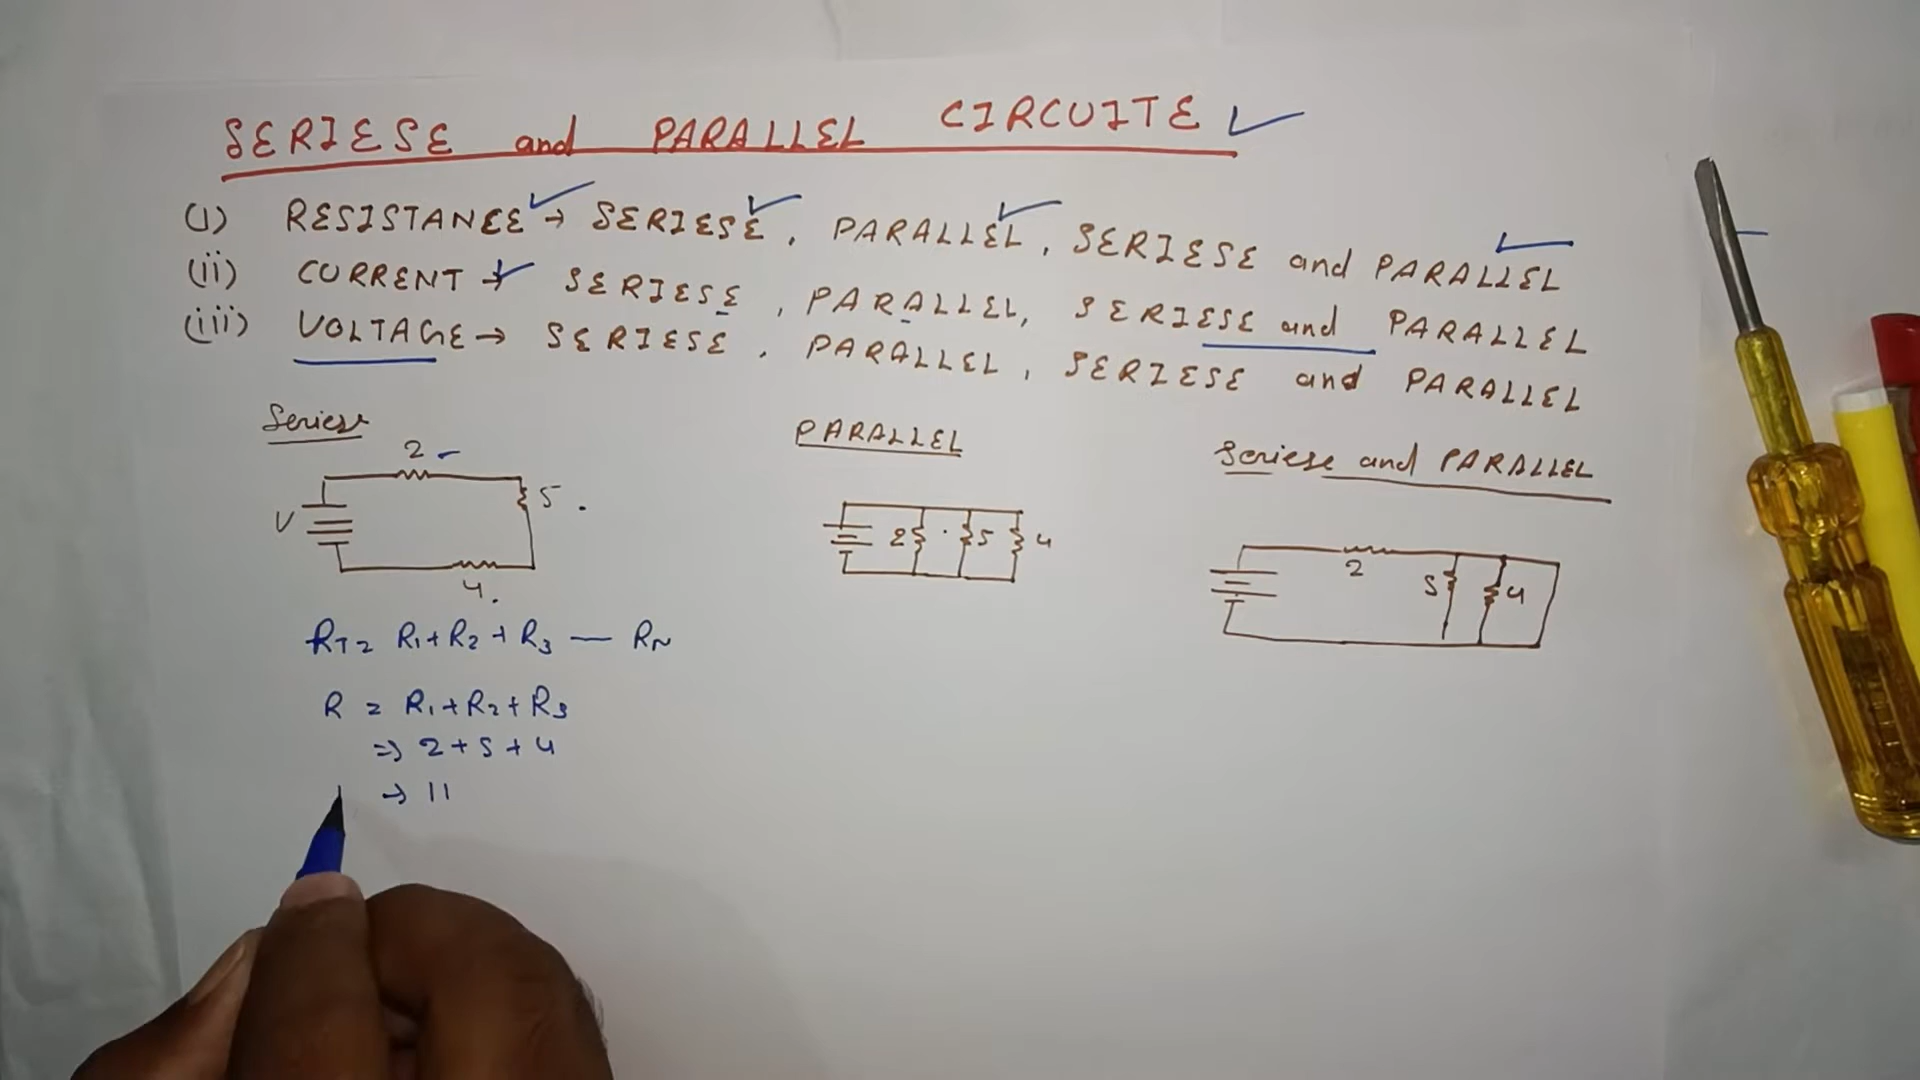 SERIESE and PARALLEL CIRCUITE
(i) RESISTANCE → SERIESE, PARALLEL, SERIESE and PARALLEL
(ii) CURRENT → SERIESE, PARALLEL, SERIESE and PARALLEL
(iii) VOLTAGE → SERIESE, PARALLEL, SERIESE and PARALLEL
Seriese
2
5
V
4
RT = R1 + R2 + R3 — RN
R = R1 + R2 + R3
⇒ 2 + 5 + 4
→ 11
PARALLEL
2 5 4
Seriese and PARALLEL
2
5 4